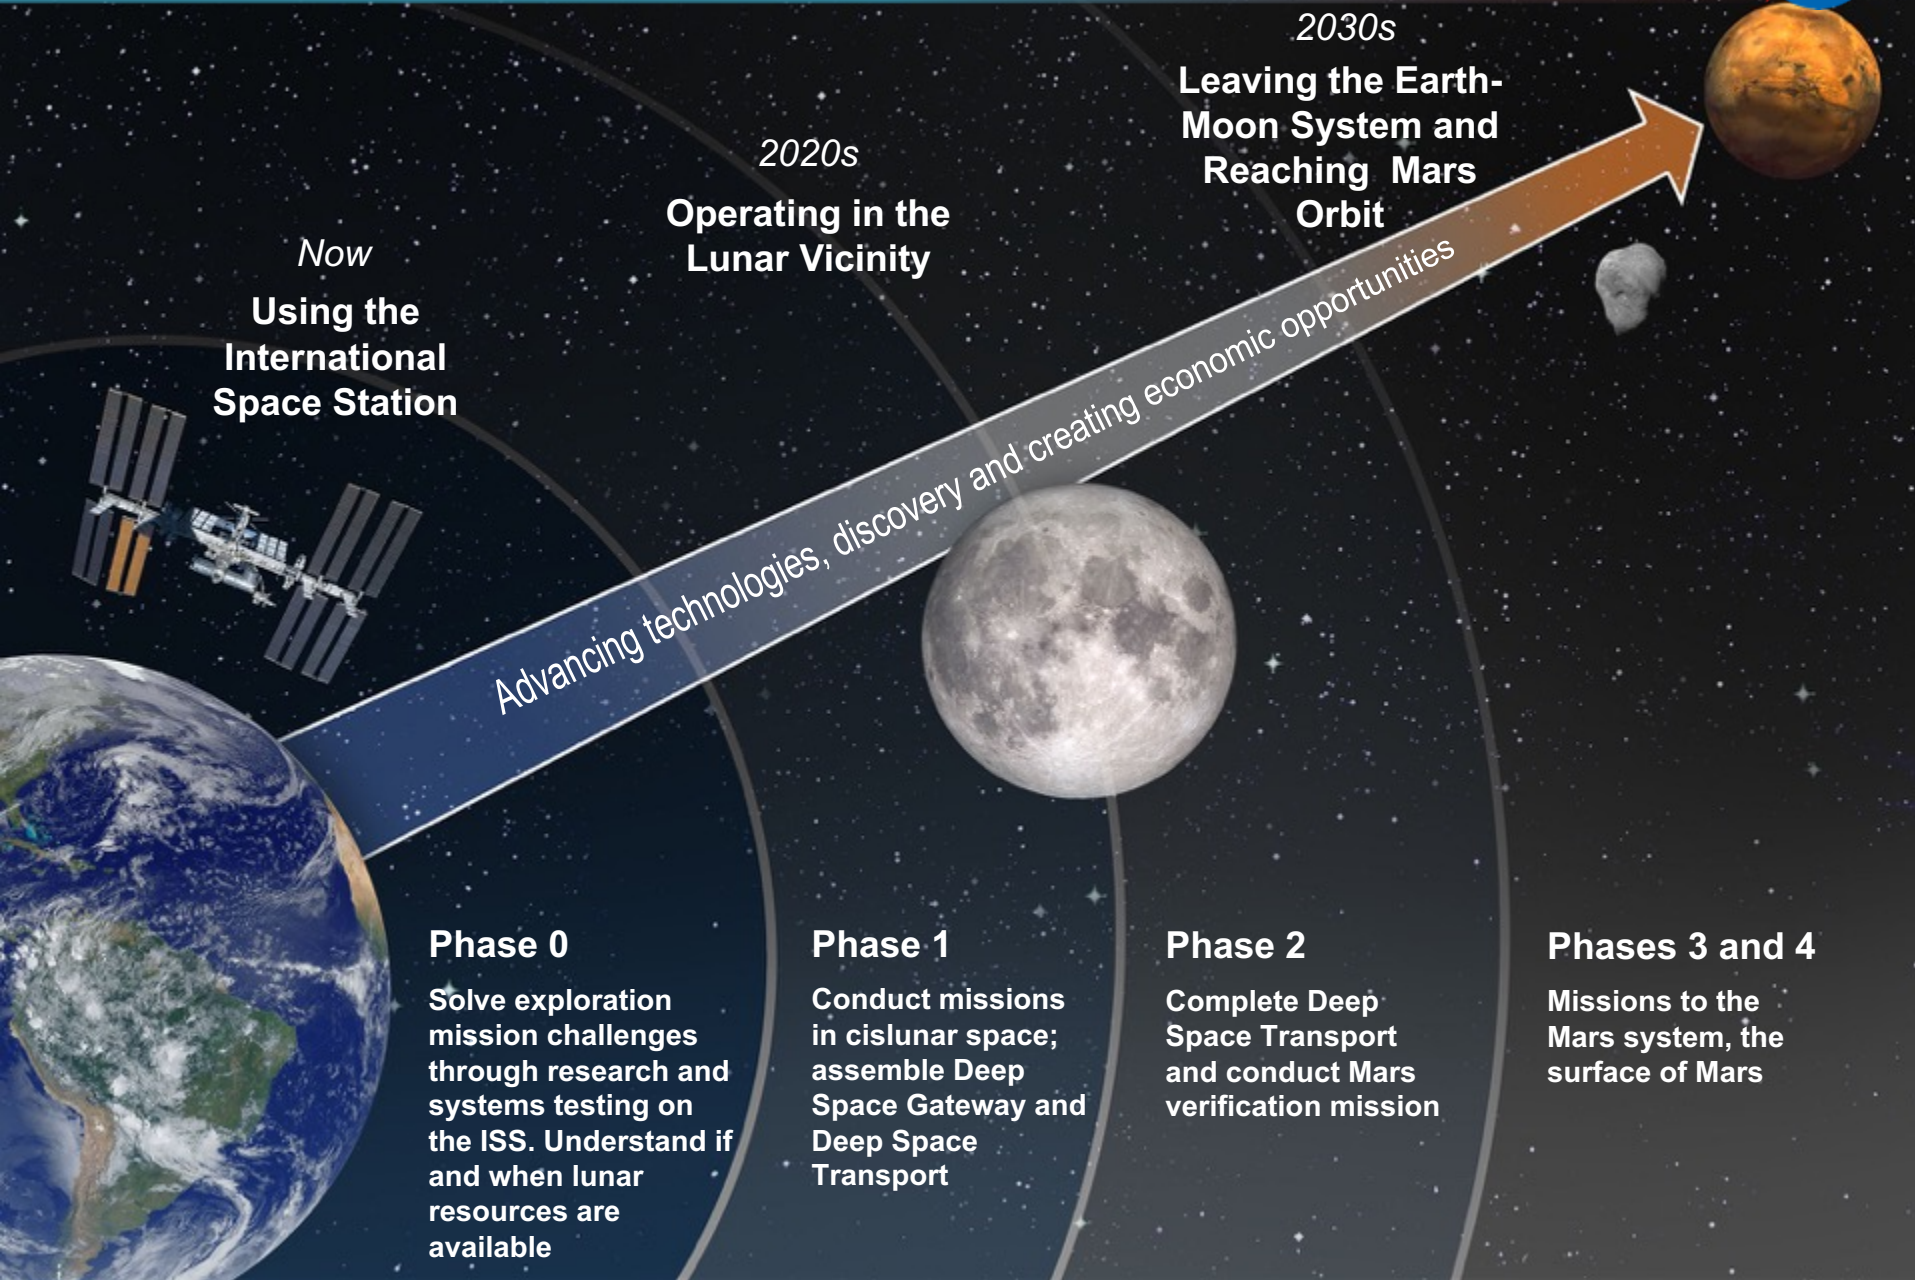 Now
Using the
International
Space Station
2020s
Operating in the
Lunar Vicinity
2030s
Leaving the Earth-
Moon System and
Reaching Mars
Orbit
Advancing technologies, discovery and creating economic opportunities
Phase 0
Solve exploration
mission challenges
through research and
systems testing on
the ISS. Understand if
and when lunar
resources are
available
Phase 1
Conduct missions
in cislunar space;
assemble Deep
Space Gateway and
Deep Space
Transport
Phase 2
Complete Deep
Space Transport
and conduct Mars
verification mission
Phases 3 and 4
Missions to the
Mars system, the
surface of Mars